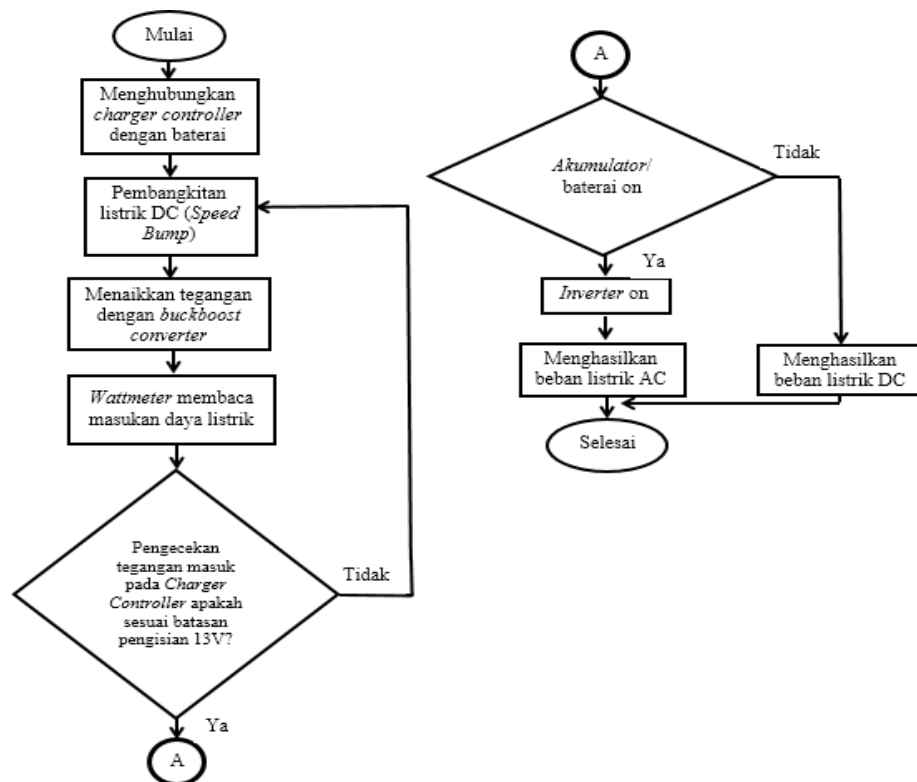 Mulai
Menghubungkan
charger controller
dengan baterai
Pembangkitan
listrik DC (Speed
Bump)
Menaikkan tegangan
dengan buckboost
converter
Wattmeter membaca
masukan daya listrik
Pengecekan
tegangan masuk
pada Charger
Controller apakah
sesuai batasan
pengisian 13V?
Tidak
Ya
A
A
Akumulator/
baterai on
Tidak
Ya
Inverter on
Menghasilkan
beban listrik AC
Menghasilkan
beban listrik DC
Selesai